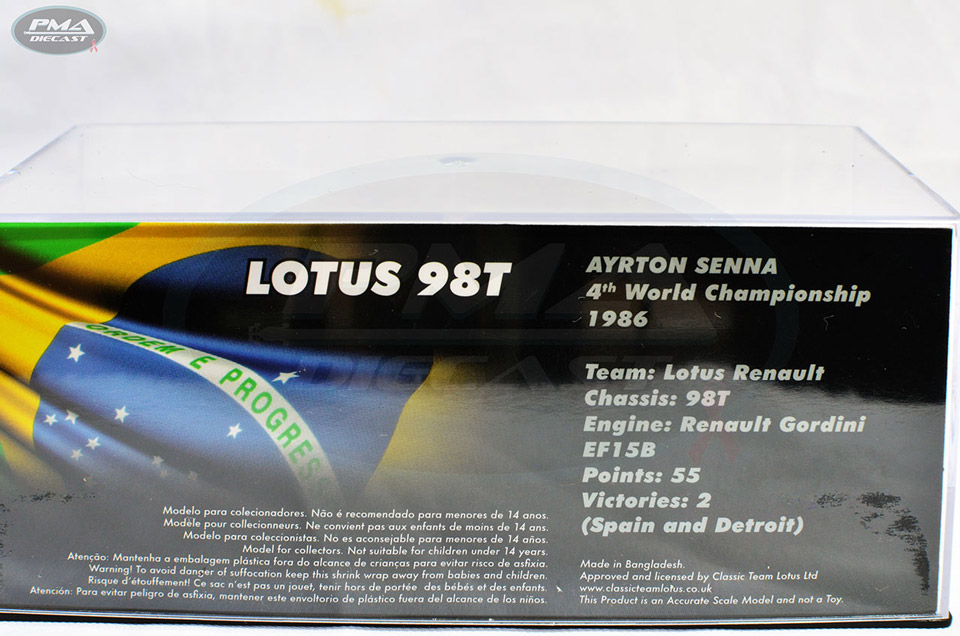 PMA
DIECAST
LOTUS 98T
AYRTON SENNA
4th World Championship
1986
Team: Lotus Renault
Chassis: 98T
Engine: Renault Gordini
EF15B
Points: 55
Victories: 2
(Spain and Detroit)
ORDEM E PROGRES
Modelo para colecionadores. Não é recomendado para menores de 14 anos.
Modèle pour collectionneurs. Ne convient pas aux enfants de moins de 14 ans.
Modelo para coleccionistas. No es aconsejable para menores de 14 años.
Model for collectors. Not suitable for children under 14 years.
Atenção: Mantenha a embalagem plástica fora do alcance de crianças para evitar risco de asfixia.
Warning! To avoid danger of suffocation keep this shrink wrap away from babies and children.
Risque d'étouffement! Ce sac n'est pas un jouet, tenir hors de portée des bébés et des enfants.
Atención: Para evitar peligro de asfixia, mantener este envoltorio de plástico fuera del alcance de los niños.
Made in Bangladesh.
Approved and licensed by Classic Team Lotus Ltd
www.classicteamlotus.co.uk
This Product is an Accurate Scale Model and not a Toy.
PMA
DIECAST